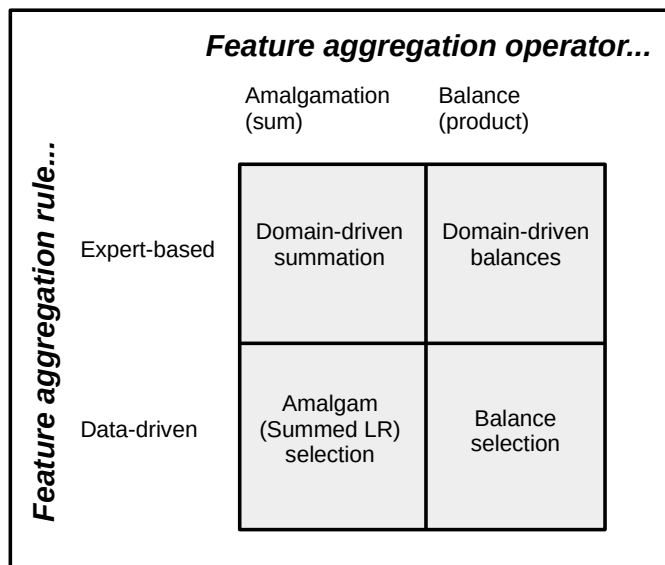 Feature aggregation operator...
Feature aggregation rule...
Amalgamation
(sum)
Balance
(product)
Expert-based
Domain-driven
summation
Domain-driven
balances
Data-driven
Amalgam
(Summed LR)
selection
Balance
selection